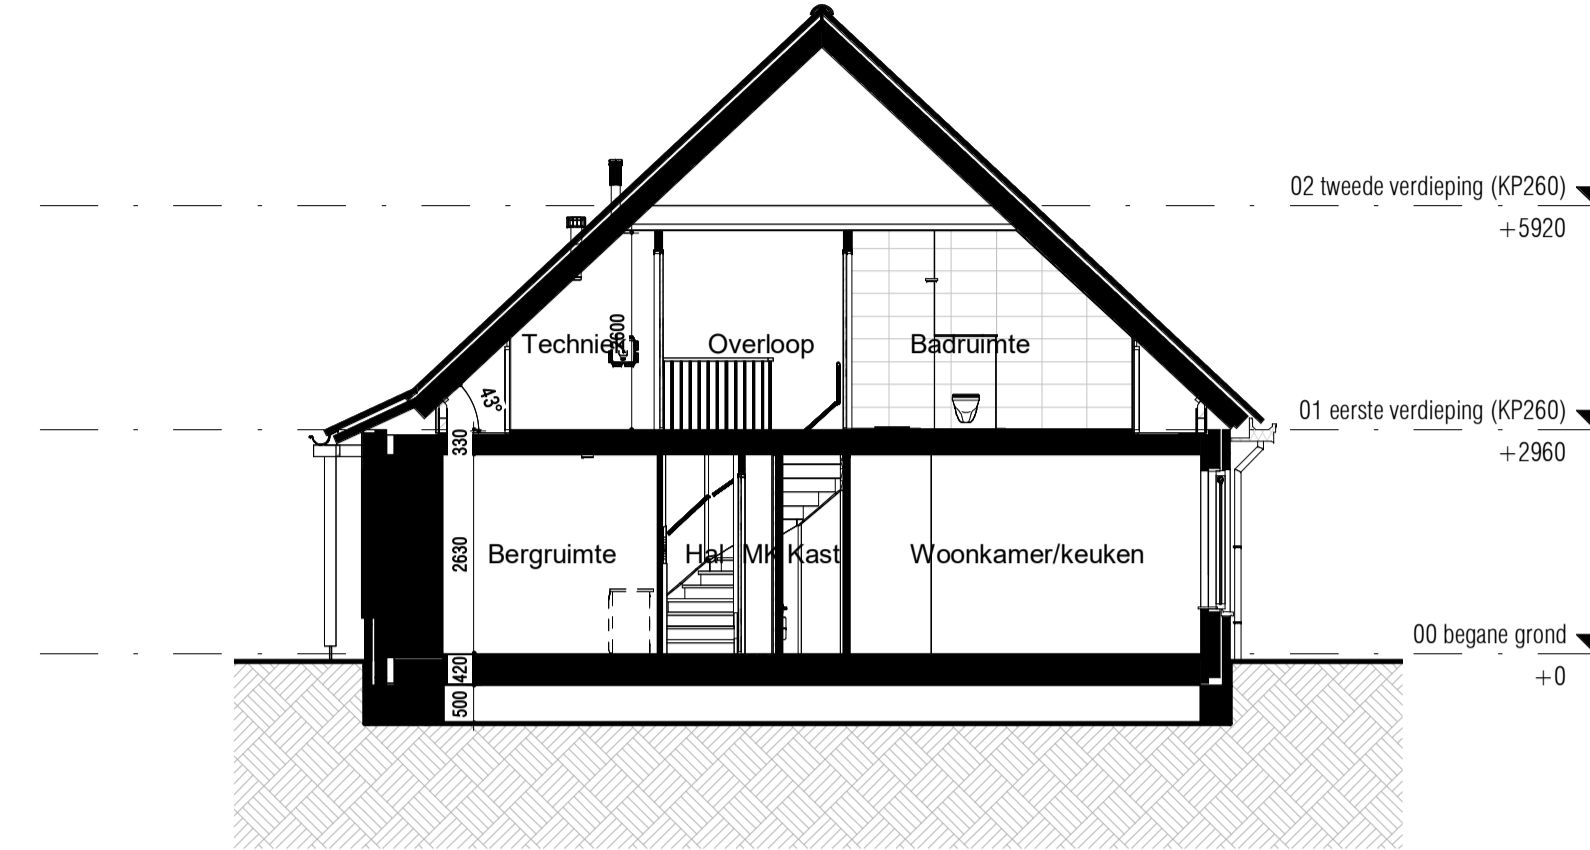 02 tweede verdieping (KP260)
+5920
Techniek
Overloop
Badruimte
43°
01 eerste verdieping (KP260)
+2960
330
2630
Bergruimte
Hal
MK
Kast
Woonkamer/keuken
00 begane grond
+0
420
500